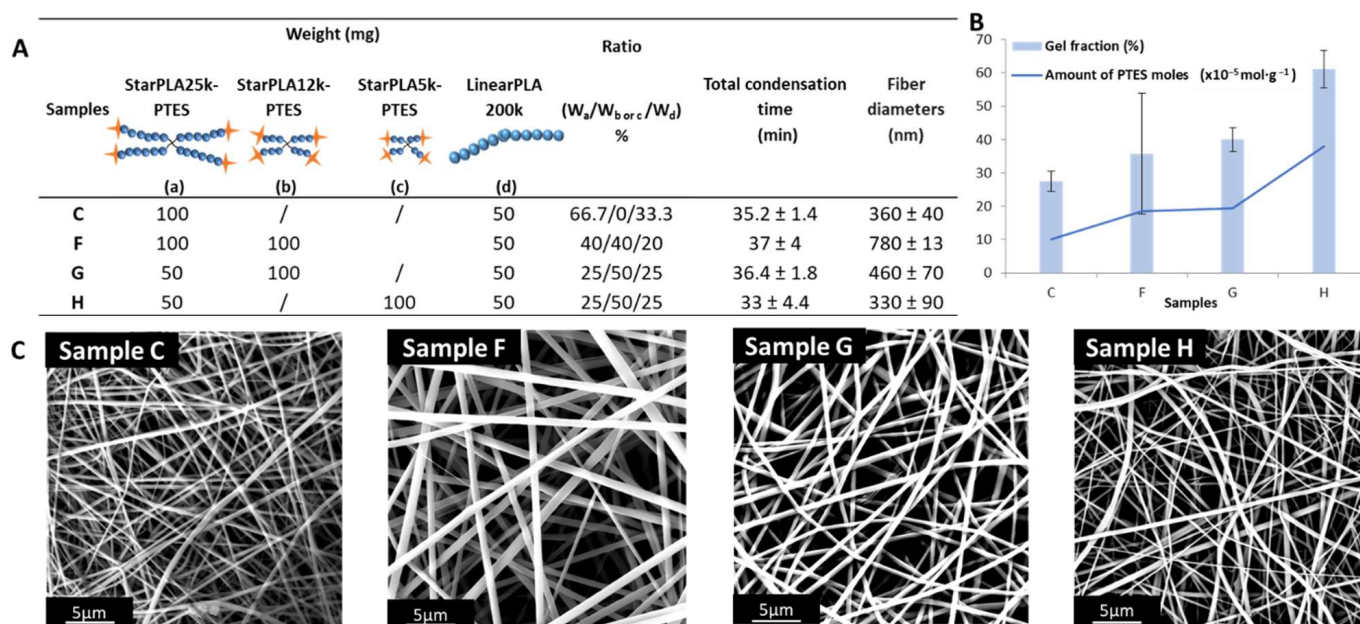 A
Weight (mg)
Ratio
Samples
StarPLA25k-
PTES
StarPLA12k-
PTES
StarPLA5k-
PTES
LinearPLA
200k
(Wa/Wb or c /Wd)
%
Total condensation
time
(min)
Fiber
diameters
(nm)
(a)
(b)
(c)
(d)
C 100 / / 50 66.7/0/33.3 35.2 ± 1.4 360 ± 40
F 100 100 50 40/40/20 37 ± 4 780 ± 13
G 50 100 / 50 25/50/25 36.4 ± 1.8 460 ± 70
H 50 / 100 50 25/50/25 33 ± 4.4 330 ± 90
B
70
60
50
40
30
20
10
0
Gel fraction (%)
Amount of PTES moles (x10⁻⁵ mol·g⁻¹)
C F G H
Samples
C
Sample C
5µm
Sample F
5µm
Sample G
5µm
Sample H
5µm